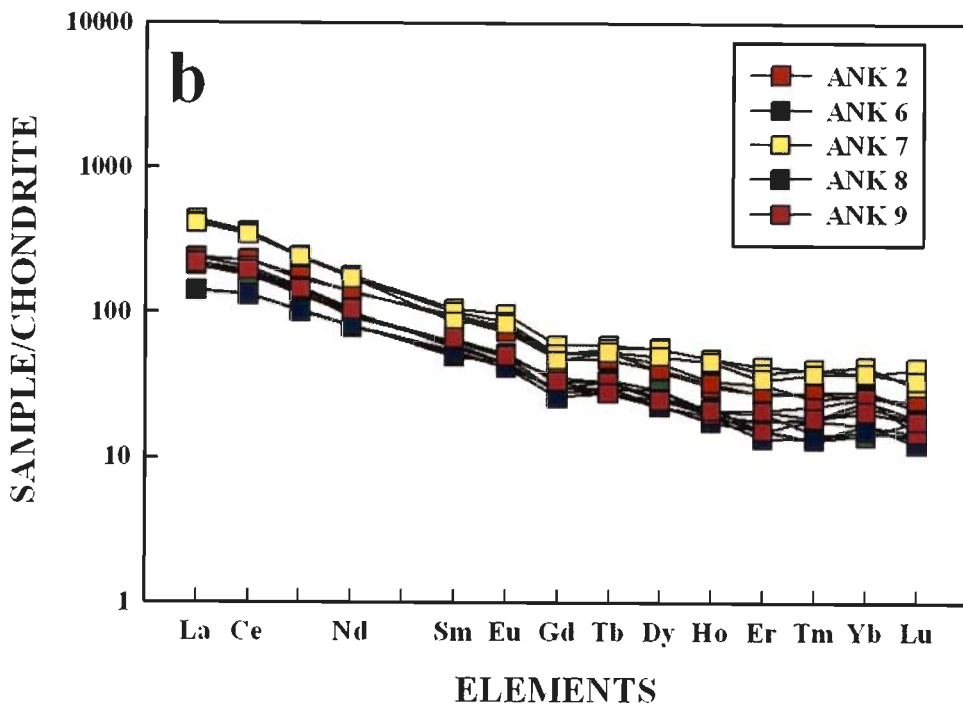 b
ANK 2
ANK 6
ANK 7
ANK 8
ANK 9
SAMPLE/CHONDRITE
10000
1000
100
10
1
La Ce Nd Sm Eu Gd Tb Dy Ho Er Tm Yb Lu
ELEMENTS